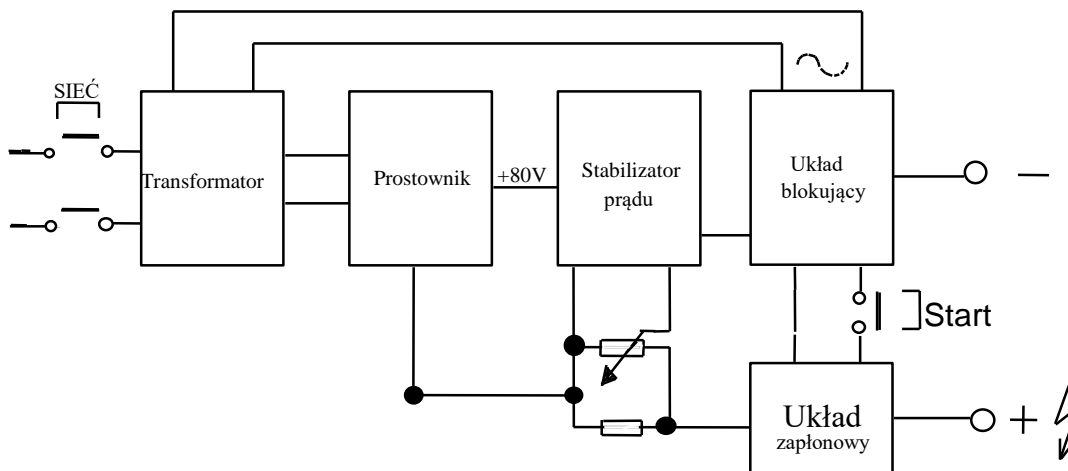 SIEĆ
Transformator
Prostownik
+80V
Stabilizator
prądu
Układ
blokujący
−
Start
Układ
zapłonowy
+